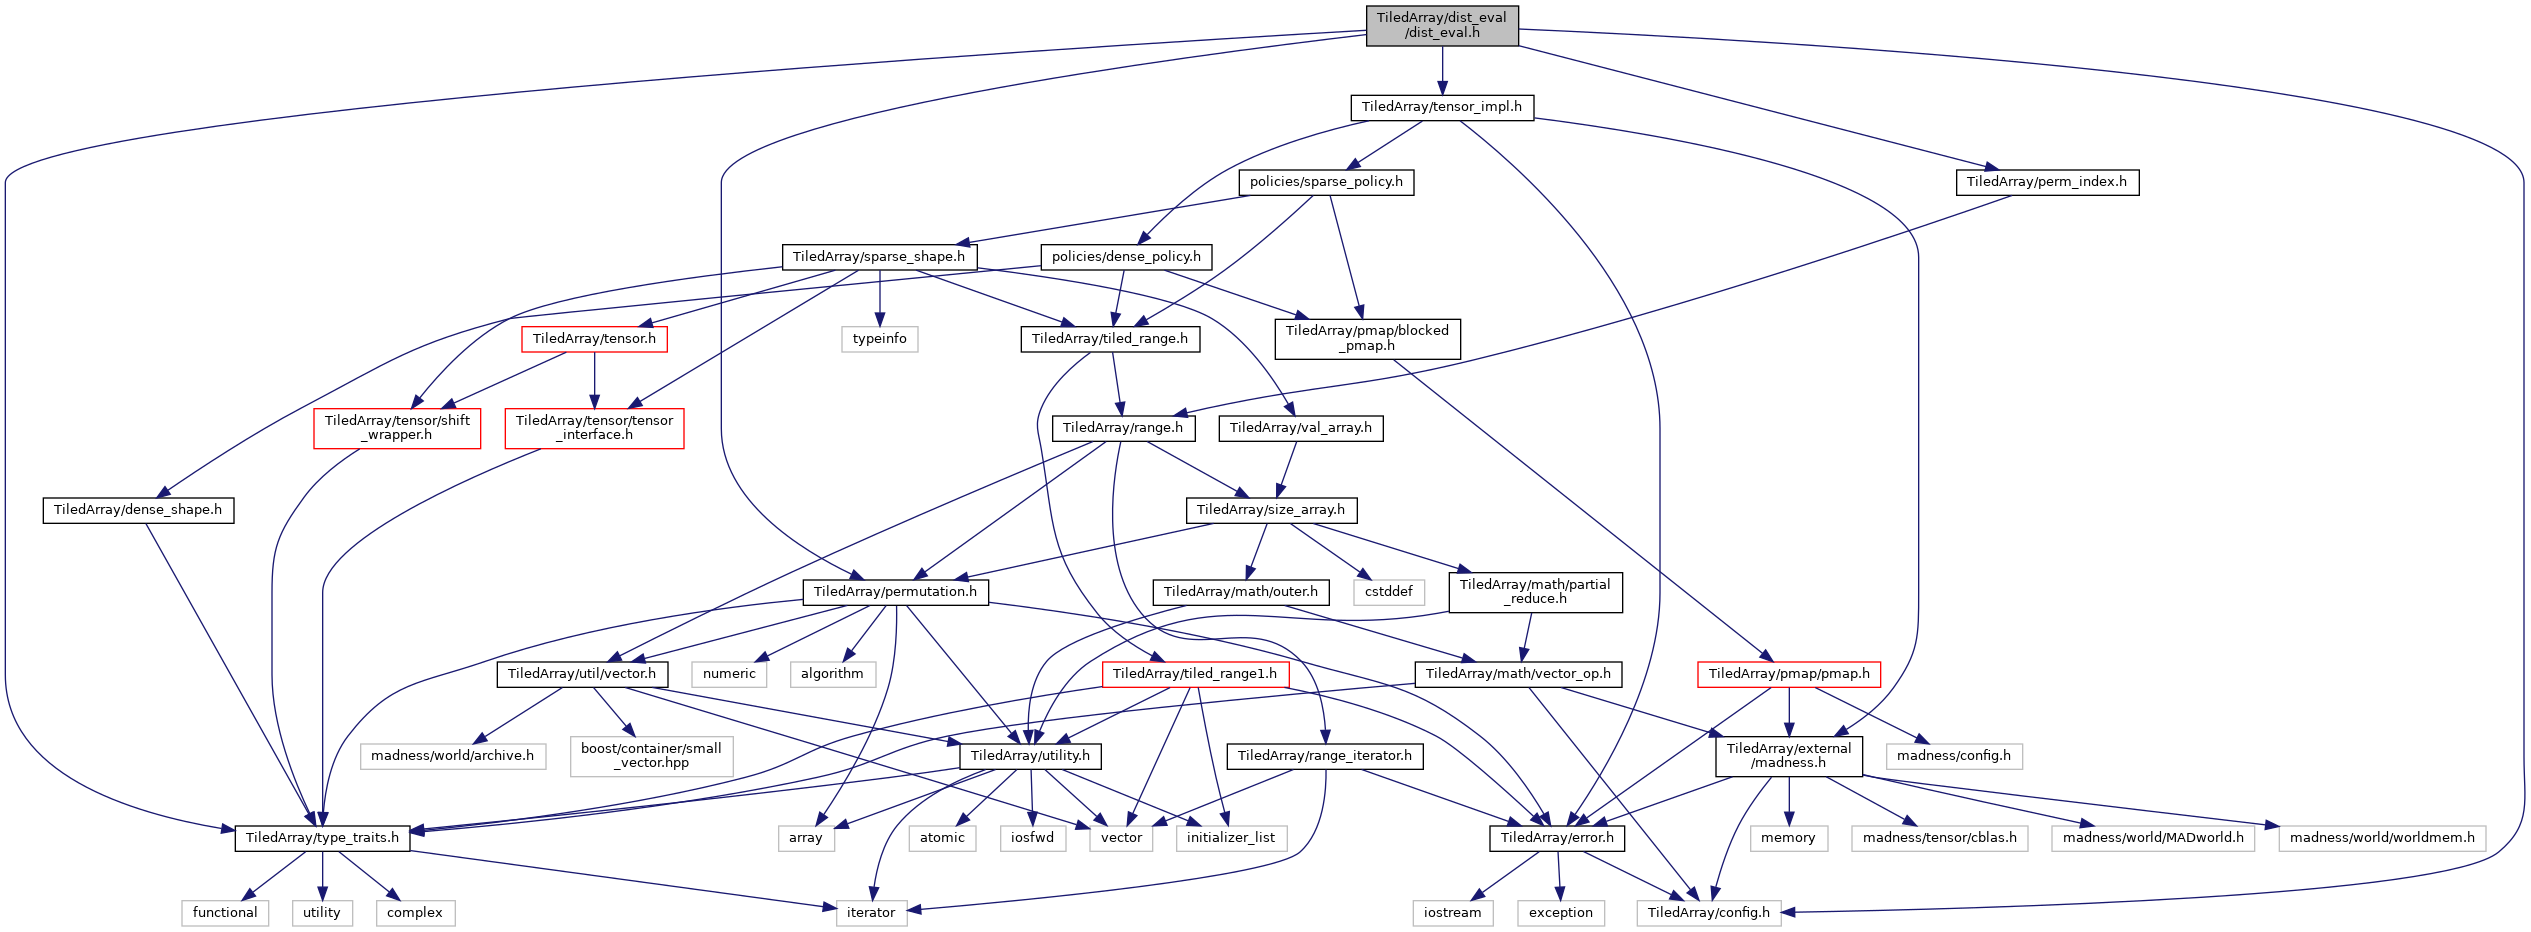 TiledArray/dist_eval
/dist_eval.h
TiledArray/tensor_impl.h
policies/sparse_policy.h
TiledArray/perm_index.h
TiledArray/sparse_shape.h
policies/dense_policy.h
TiledArray/tensor.h
typeinfo
TiledArray/tiled_range.h
TiledArray/pmap/blocked
_pmap.h
TiledArray/tensor/shift
_wrapper.h
TiledArray/tensor/tensor
_interface.h
TiledArray/range.h
TiledArray/val_array.h
TiledArray/dense_shape.h
TiledArray/size_array.h
TiledArray/permutation.h
TiledArray/math/outer.h
cstddef
TiledArray/math/partial
_reduce.h
TiledArray/util/vector.h
numeric
algorithm
TiledArray/tiled_range1.h
TiledArray/math/vector_op.h
TiledArray/pmap/pmap.h
madness/world/archive.h
boost/container/small
_vector.hpp
TiledArray/utility.h
TiledArray/range_iterator.h
TiledArray/external
/madness.h
madness/config.h
TiledArray/type_traits.h
array
atomic
iosfwd
vector
initializer_list
TiledArray/error.h
memory
madness/tensor/cblas.h
madness/world/MADworld.h
madness/world/worldmem.h
functional
utility
complex
iterator
iostream
exception
TiledArray/config.h